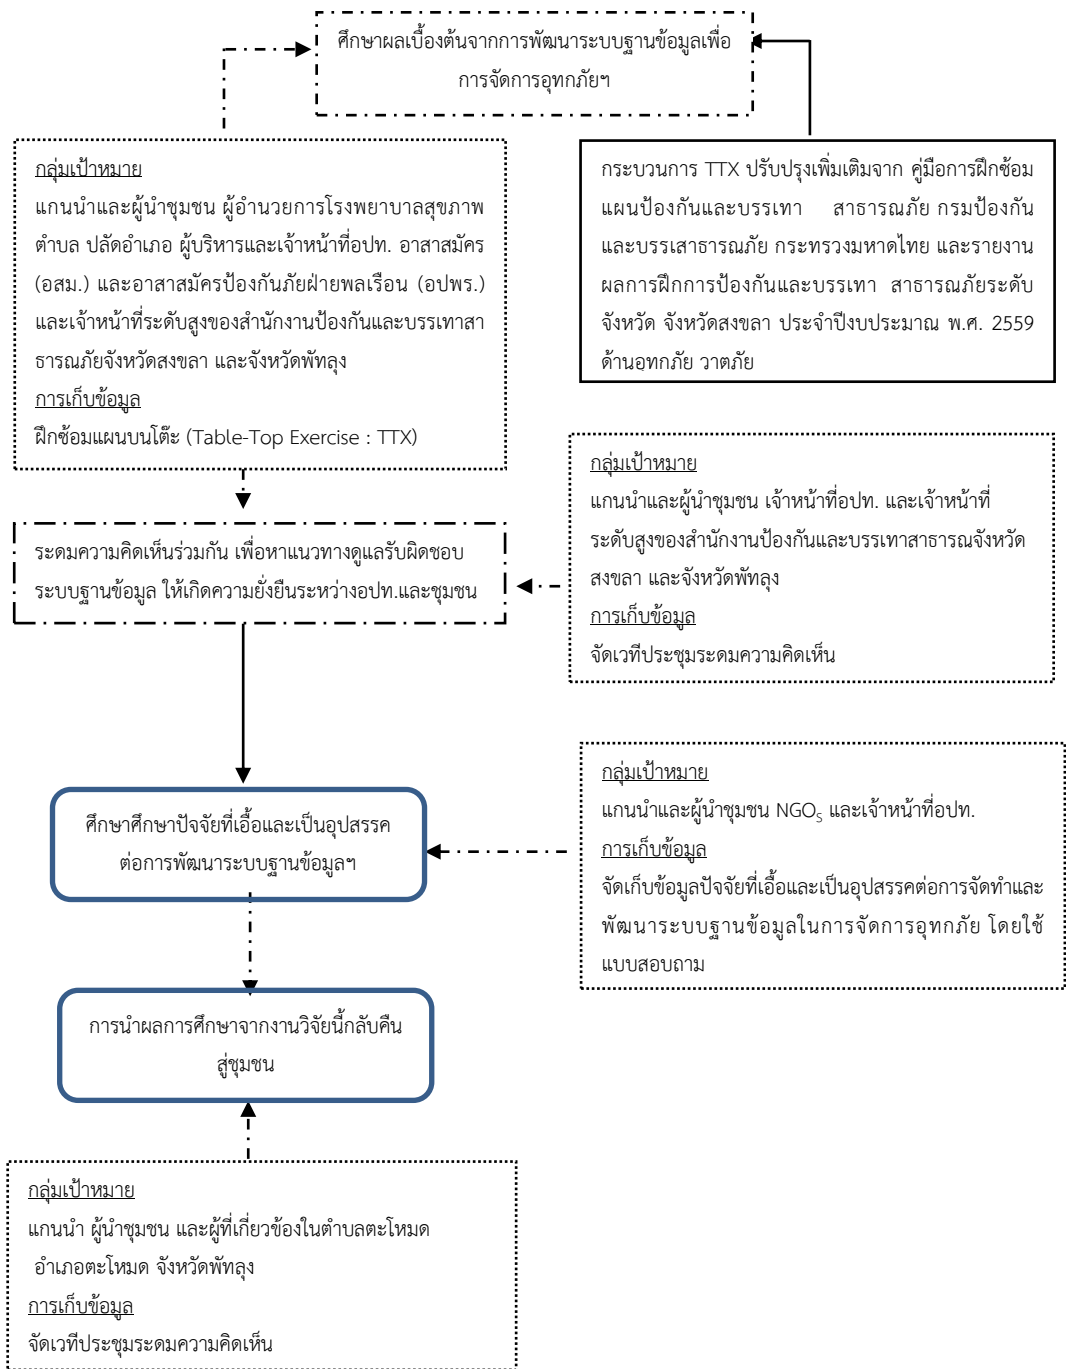 ศึกษาผลเบื้องต้นจากการพัฒนาระบบฐานข้อมูลเพื่อ
การจัดการอุทกภัยฯ
กลุ่มเป้าหมาย
แกนนำและผู้นำชุมชน ผู้อำนวยการโรงพยาบาลสุขภาพ
ตำบล ปลัดอำเภอ ผู้บริหารและเจ้าหน้าที่อปท. อาสาสมัคร
(อสม.) และอาสาสมัครป้องกันภัยฝ่ายพลเรือน (อปพร.)
และเจ้าหน้าที่ระดับสูงของสำนักงานป้องกันและบรรเทาสา
ธารณภัยจังหวัดสงขลา และจังหวัดพัทลุง
การเก็บข้อมูล
ฝึกซ้อมแผนบนโต๊ะ (Table-Top Exercise : TTX)
กระบวนการ TTX ปรับปรุงเพิ่มเติมจาก คู่มือการฝึกซ้อม
แผนป้องกันและบรรเทา สาธารณภัย กรมป้องกัน
และบรรเสาธารณภัย กระทรวงมหาดไทย และรายงาน
ผลการฝึกการป้องกันและบรรเทา สาธารณภัยระดับ
จังหวัด จังหวัดสงขลา ประจำปีงบประมาณ พ.ศ. 2559
ด้านอุทกภัย วาตภัย
ระดมความคิดเห็นร่วมกัน เพื่อหาแนวทางดูแลรับผิดชอบ
ระบบฐานข้อมูล ให้เกิดความยั่งยืนระหว่างอปท.และชุมชน
กลุ่มเป้าหมาย
แกนนำและผู้นำชุมชน เจ้าหน้าที่อปท. และเจ้าหน้าที่
ระดับสูงของสำนักงานป้องกันและบรรเทาสาธารณจังหวัด
สงขลา และจังหวัดพัทลุง
การเก็บข้อมูล
จัดเวทีประชุมระดมความคิดเห็น
ศึกษาศึกษาปัจจัยที่เอื้อและเป็นอุปสรรค
ต่อการพัฒนาระบบฐานข้อมูลฯ
กลุ่มเป้าหมาย
แกนนำและผู้นำชุมชน NGOS และเจ้าหน้าที่อปท.
การเก็บข้อมูล
จัดเก็บข้อมูลปัจจัยที่เอื้อและเป็นอุปสรรคต่อการจัดทำและ
พัฒนาระบบฐานข้อมูลในการจัดการอุทกภัย โดยใช้
แบบสอบถาม
การนำผลการศึกษาจากงานวิจัยนี้กลับคืน
สู่ชุมชน
กลุ่มเป้าหมาย
แกนนำ ผู้นำชุมชน และผู้ที่เกี่ยวข้องในตำบลตะโหมด
อำเภอตะโหมด จังหวัดพัทลุง
การเก็บข้อมูล
จัดเวทีประชุมระดมความคิดเห็น